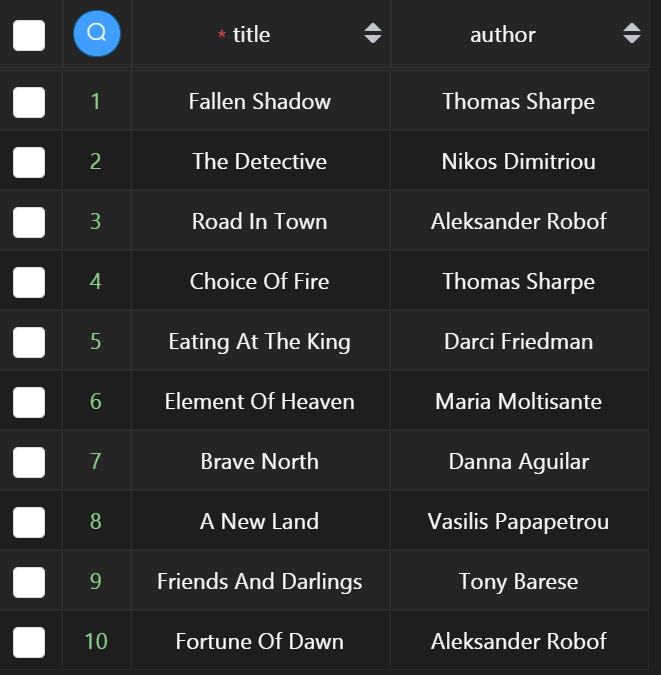 * title author
1 Fallen Shadow Thomas Sharpe
2 The Detective Nikos Dimitriou
3 Road In Town Aleksander Robof
4 Choice Of Fire Thomas Sharpe
5 Eating At The King Darci Friedman
6 Element Of Heaven Maria Moltisante
7 Brave North Danna Aguilar
8 A New Land Vasilis Papapetrou
9 Friends And Darlings Tony Barese
10 Fortune Of Dawn Aleksander Robof